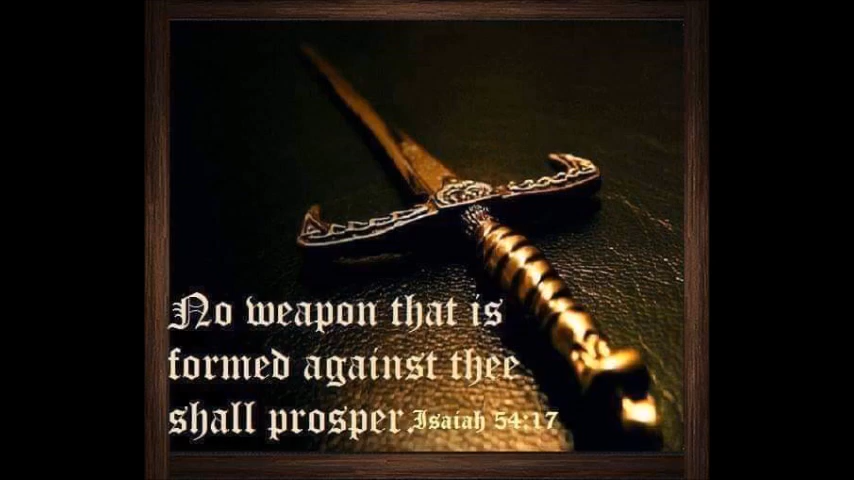 No weapon that is
formed against thee
shall prosper. Isaiah 54:17